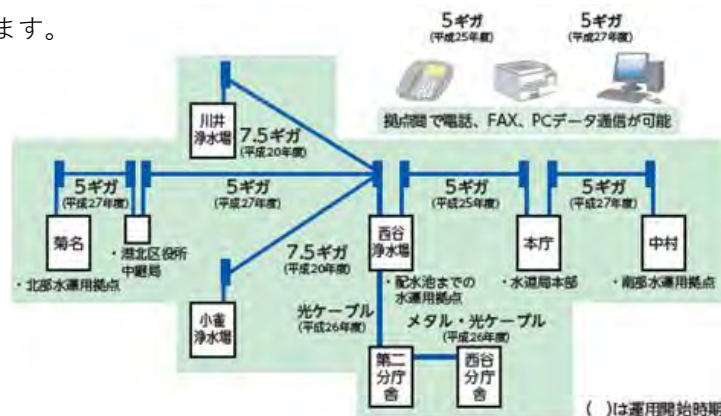 ます。
5ギガ
(平成25年度)
5ギガ
(平成27年度)
拠点間で電話、FAX、PCデータ通信が可能
川井
浄水場
7.5ギガ
(平成20年度)
5ギガ
(平成27年度)
5ギガ
(平成27年度)
5ギガ
(平成25年度)
5ギガ
(平成27年度)
菊名
・北部水運用拠点
・港北区役所
中継局
西谷
浄水場
・配水池までの
水運用拠点
本庁
・水道局本部
中村
・南部水運用拠点
7.5ギガ
(平成20年度)
小雀
浄水場
光ケーブル
(平成26年度)
メタル・光ケーブル
(平成26年度)
第二
分庁
舎
西谷
分庁
舎
( )は運用開始時期